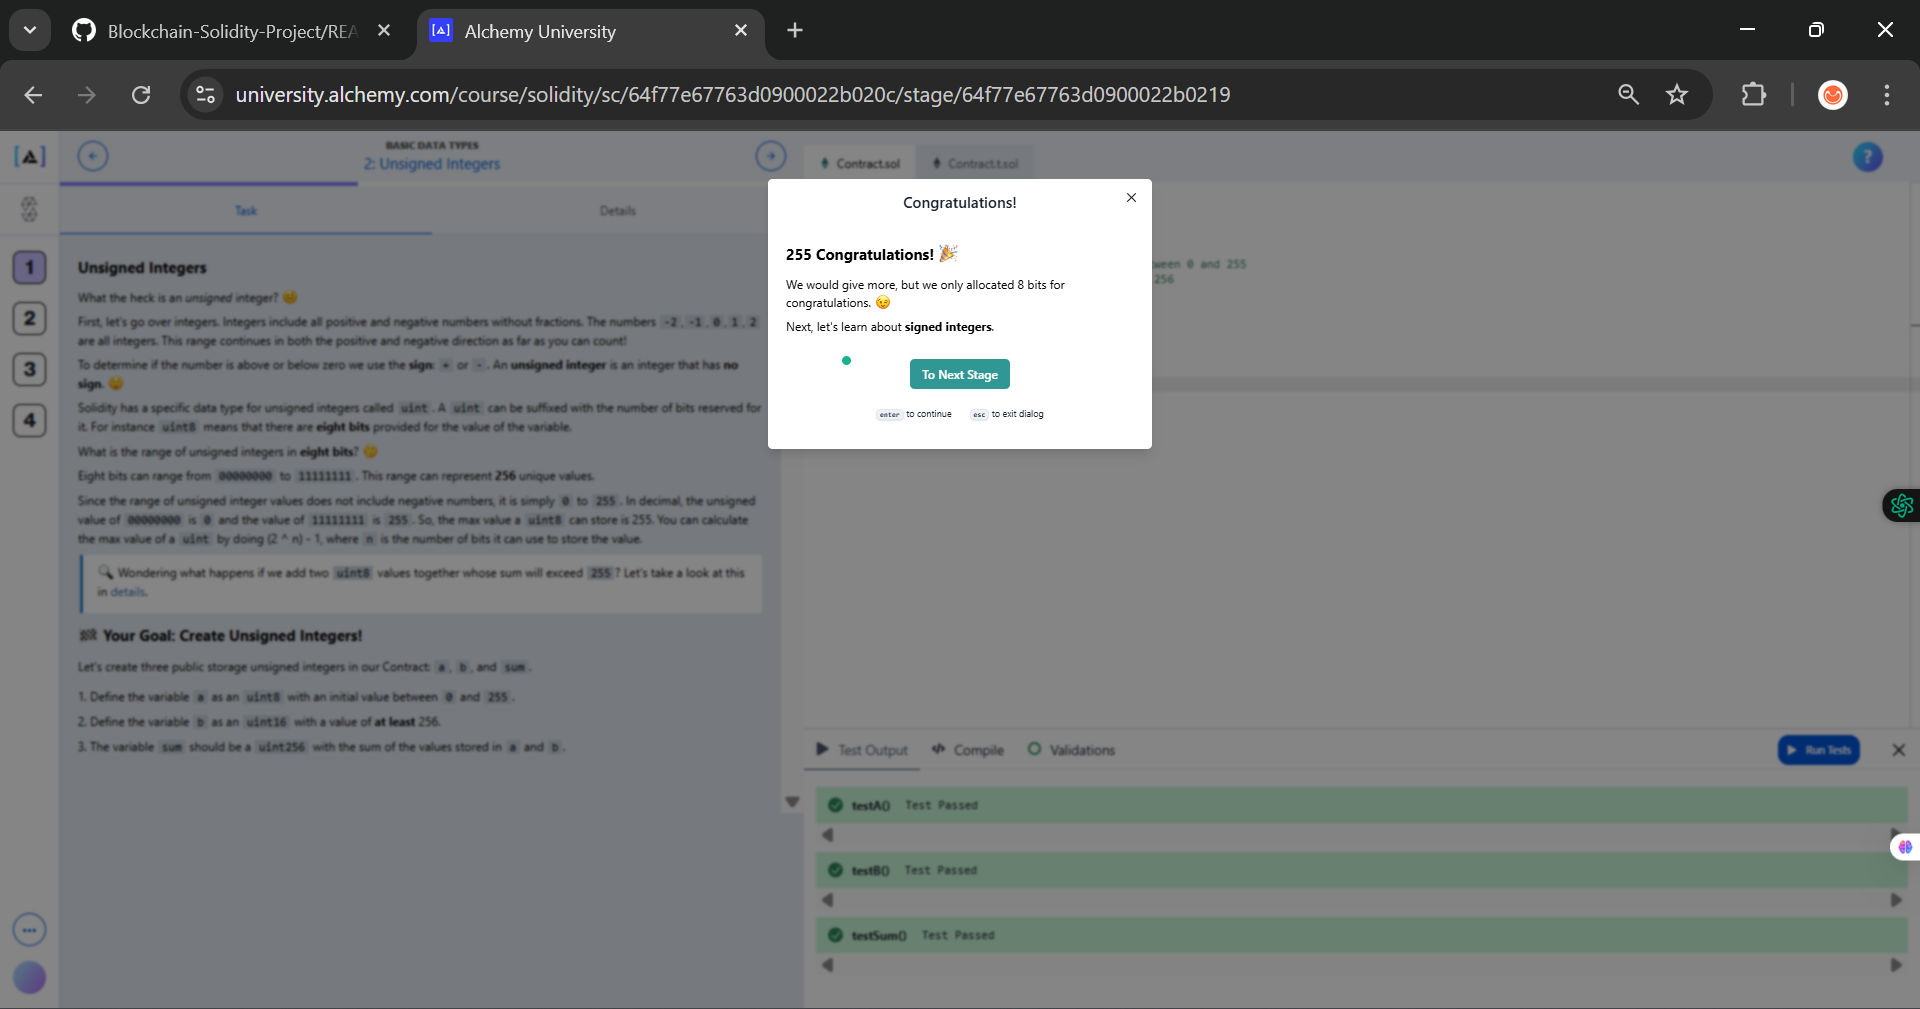 Blockchain-Solidity-Project/REA
Alchemy University
university.alchemy.com/course/solidity/sc/64f77e67763d0900022b020c/stage/64f77e67763d0900022b0219
BASIC DATA TYPES
2: Unsigned Integers
Task
Details
1
2
3
4
Unsigned Integers
What the heck is an unsigned integer? 🤔
First, let's go over integers. Integers include all positive and negative numbers without fractions. The numbers -2, -1, 0, 1, 2
are all integers. This range continues in both the positive and negative direction as far as you can count!
To determine if the number is above or below zero we use the sign: + or -. An unsigned integer is an integer that has no
sign.
Solidity has a specific data type for unsigned integers called uint. A uint can be suffixed with the number of bits reserved for
it. For instance uint8 means that there are eight bits provided for the value of the variable.
What is the range of unsigned integers in eight bits? 🤔
Eight bits can range from 00000000 to 11111111. This range can represent 256 unique values.
Since the range of unsigned integer values does not include negative numbers, it is simply 0 to 255. In decimal, the unsigned
value of 00000000 is 0 and the value of 11111111 is 255. So, the max value a uint8 can store is 255. You can calculate
the max value of a uint by doing (2 ^ n) - 1, where n is the number of bits it can use to store the value.
🔍 Wondering what happens if we add two uint8 values together whose sum will exceed 255? Let's take a look at this
in details.
🏁 Your Goal: Create Unsigned Integers!
Let's create three public storage unsigned integers in our Contract: a, b, and sum.
1. Define the variable a as an uint8 with an initial value between 0 and 255.
2. Define the variable b as an uint16 with a value of at least 256.
3. The variable sum should be a uint256 with the sum of the values stored in a and b.
Contract.sol
Contract.t.sol
?
ween 0 and 255
256
Congratulations!
255 Congratulations! 🎉
We would give more, but we only allocated 8 bits for
congratulations. 😉
Next, let's learn about signed integers.
To Next Stage
enter to continue
esc to exit dialog
Test Output
Compile
Validations
Run Tests
testA() Test Passed
testB() Test Passed
testSum() Test Passed